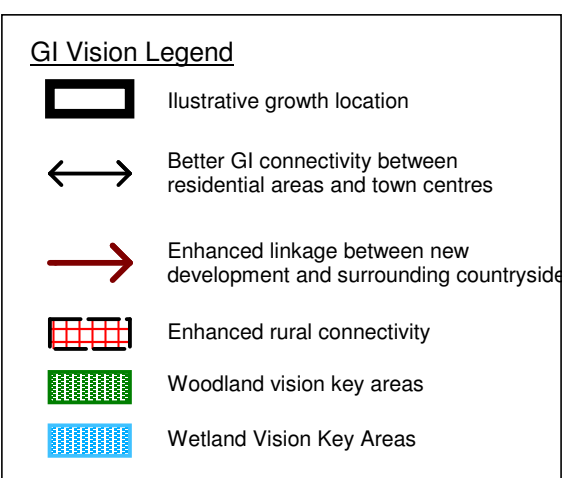 GI Vision Legend
Ilustrative growth location
Better GI connectivity between
residential areas and town centres
Enhanced linkage between new
development and surrounding countryside
Enhanced rural connectivity
Woodland vision key areas
Wetland Vision Key Areas